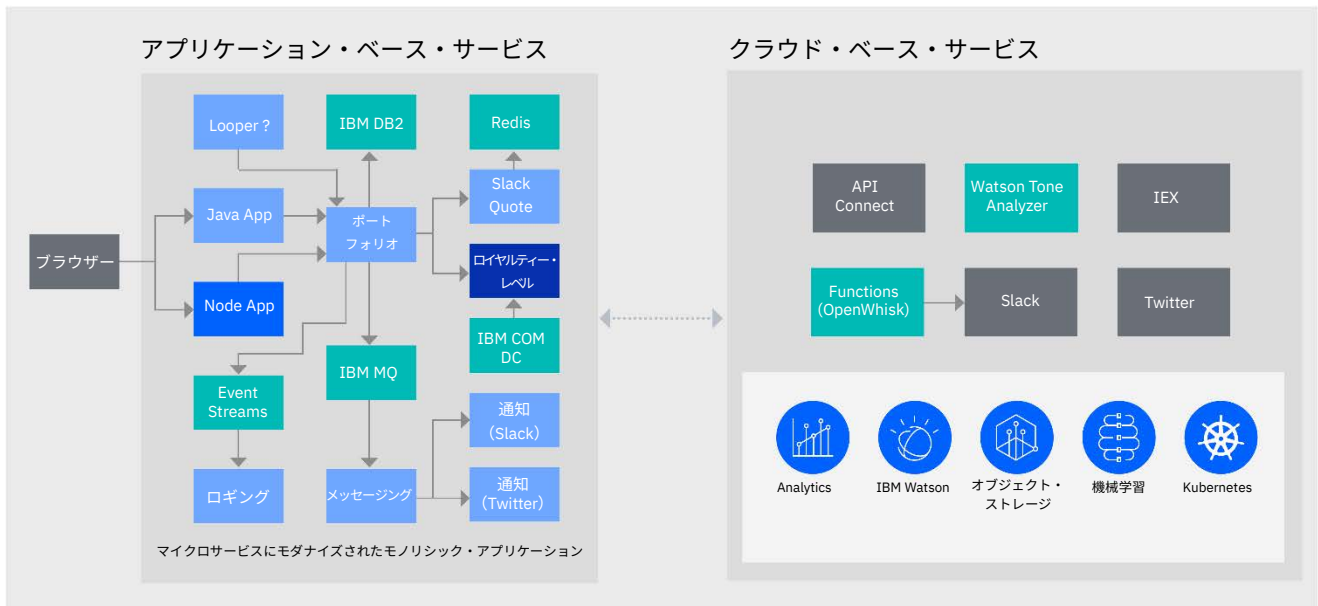 アプリケーション・ベース・サービス
クラウド・ベース・サービス
Looper ?
IBM DB2
Redis
Java App
ポート
フォリオ
Slack
Quote
ブラウザー
ロイヤルティー・
レベル
Node App
IBM COM
DC
IBM MQ
Event
Streams
通知
(Slack)
ロギング
メッセージング
通知
(Twitter)
マイクロサービスにモダナイズされたモノリシック・アプリケーション
API
Connect
Watson Tone
Analyzer
IEX
Functions
(OpenWhisk)
Slack
Twitter
Analytics
IBM Watson
オブジェクト・
ストレージ
機械学習
Kubernetes